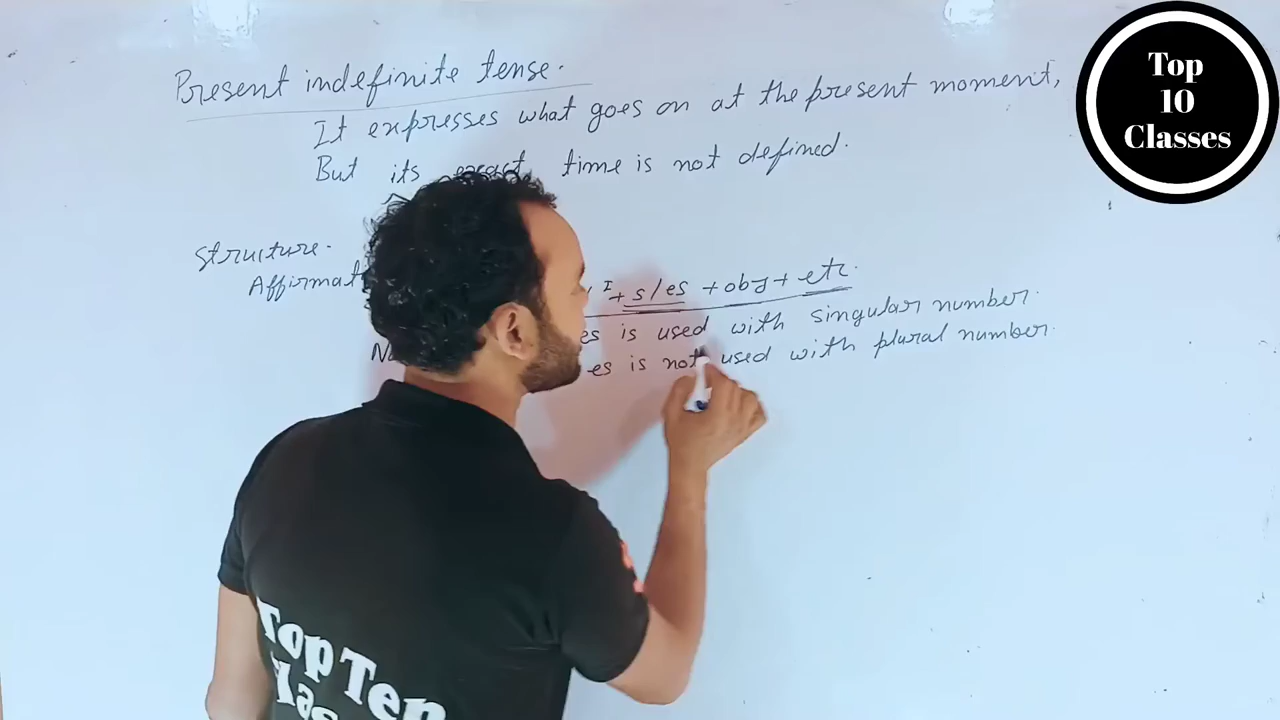 Present indefinite tense.
It expresses what goes on at the present moment,
But its exact time is not defined.
Structure.
Affirmat
I + s/es + obj + etc.
es is used with singular number.
es is not used with plural number.
Top
10
Classes
Top Ten